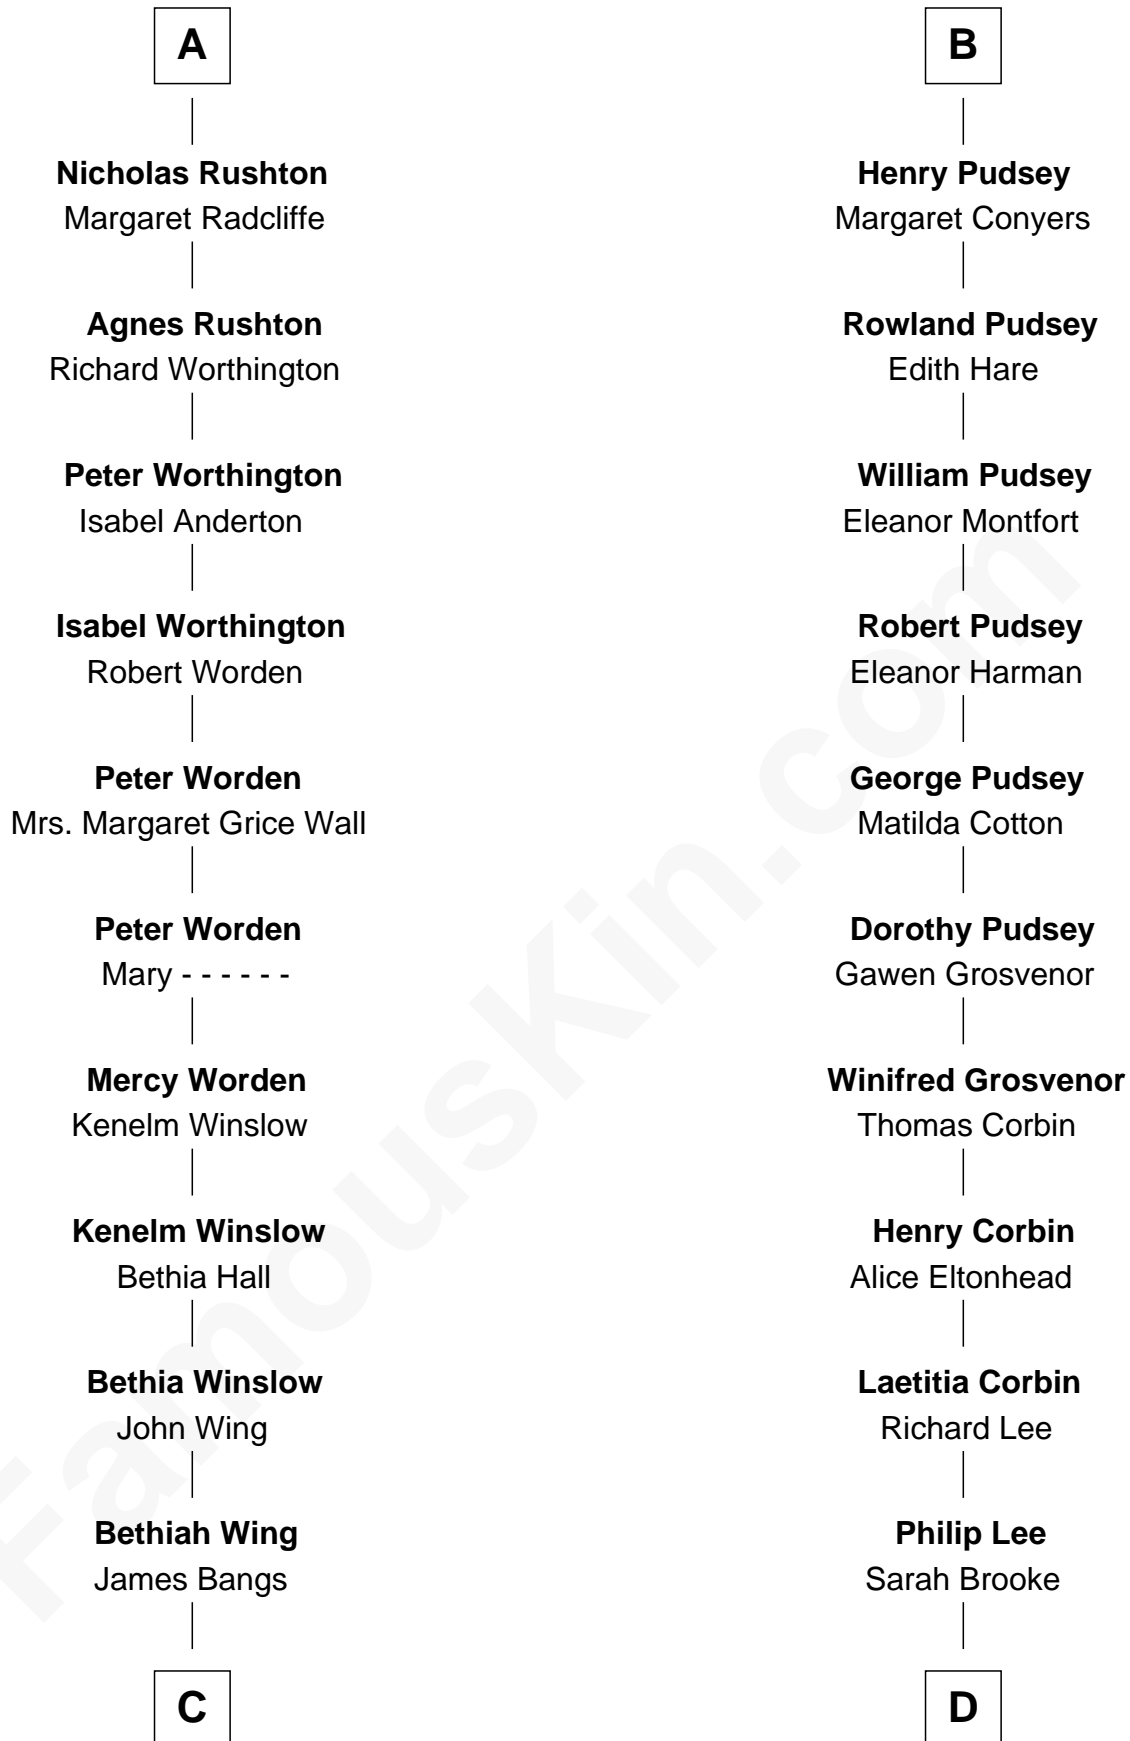 A
Nicholas Rushton
Margaret Radcliffe
Agnes Rushton
Richard Worthington
Peter Worthington
Isabel Anderton
Isabel Worthington
Robert Worden
Peter Worden
Mrs. Margaret Grice Wall
Peter Worden
Mary - - - - - -
Mercy Worden
Kenelm Winslow
Kenelm Winslow
Bethia Hall
Bethia Winslow
John Wing
Bethiah Wing
James Bangs
C
B
Henry Pudsey
Margaret Conyers
Rowland Pudsey
Edith Hare
William Pudsey
Eleanor Montfort
Robert Pudsey
Eleanor Harman
George Pudsey
Matilda Cotton
Dorothy Pudsey
Gawen Grosvenor
Winifred Grosvenor
Thomas Corbin
Henry Corbin
Alice Eltonhead
Laetitia Corbin
Richard Lee
Philip Lee
Sarah Brooke
D
FamousKin.com